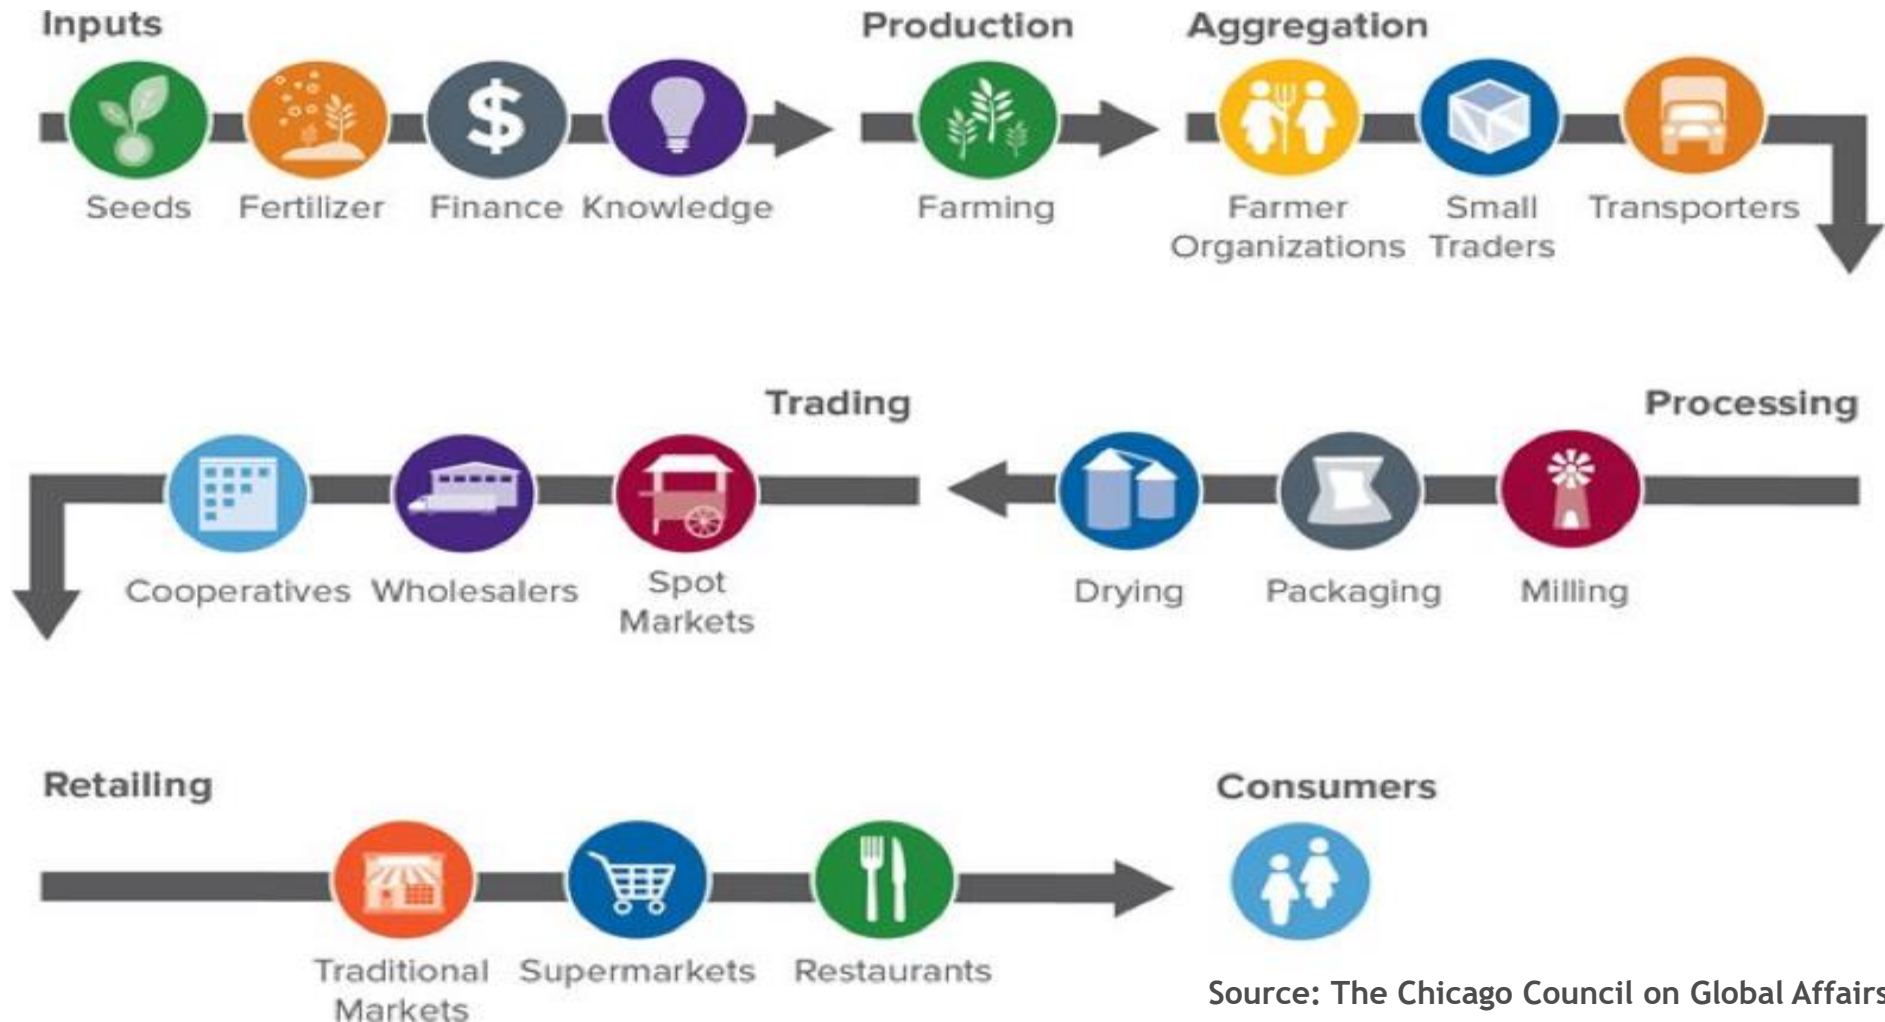 Inputs
Production
Aggregation
Seeds
Fertilizer
Finance
Knowledge
Farming
Farmer
Organizations
Small
Traders
Transporters
Trading
Processing
Cooperatives
Wholesalers
Spot
Markets
Drying
Packaging
Milling
Retailing
Consumers
Traditional
Markets
Supermarkets
Restaurants
Source: The Chicago Council on Global Affairs